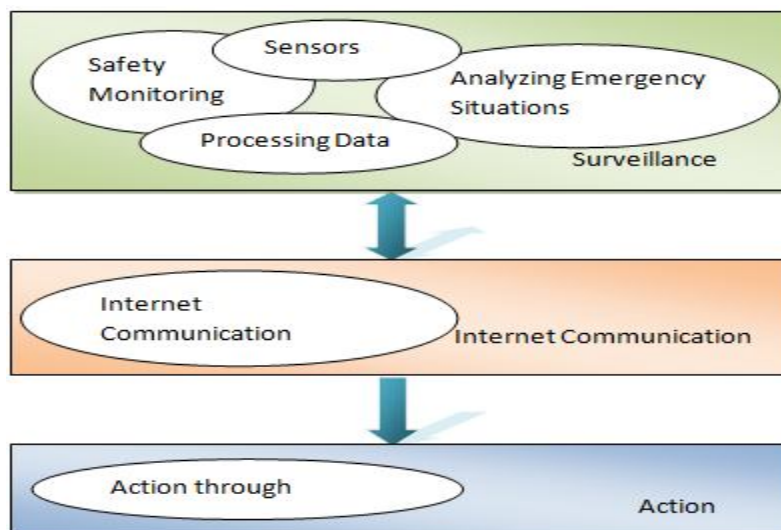 Sensors
Safety
Monitoring
Analyzing Emergency
Situations
Processing Data
Surveillance
Internet
Communication
Internet Communication
Action through
Action